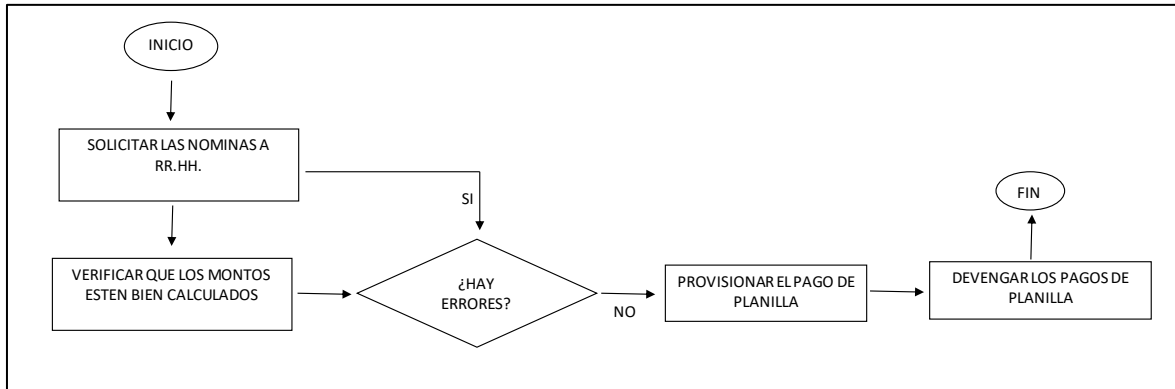 INICIO
SOLICITAR LAS NOMINAS A
RR.HH.
SI
FIN
VERIFICAR QUE LOS MONTOS
ESTEN BIEN CALCULADOS
¿HAY
ERRORES?
NO
PROVISIONAR EL PAGO DE
PLANILLA
DEVENGAR LOS PAGOS DE
PLANILLA